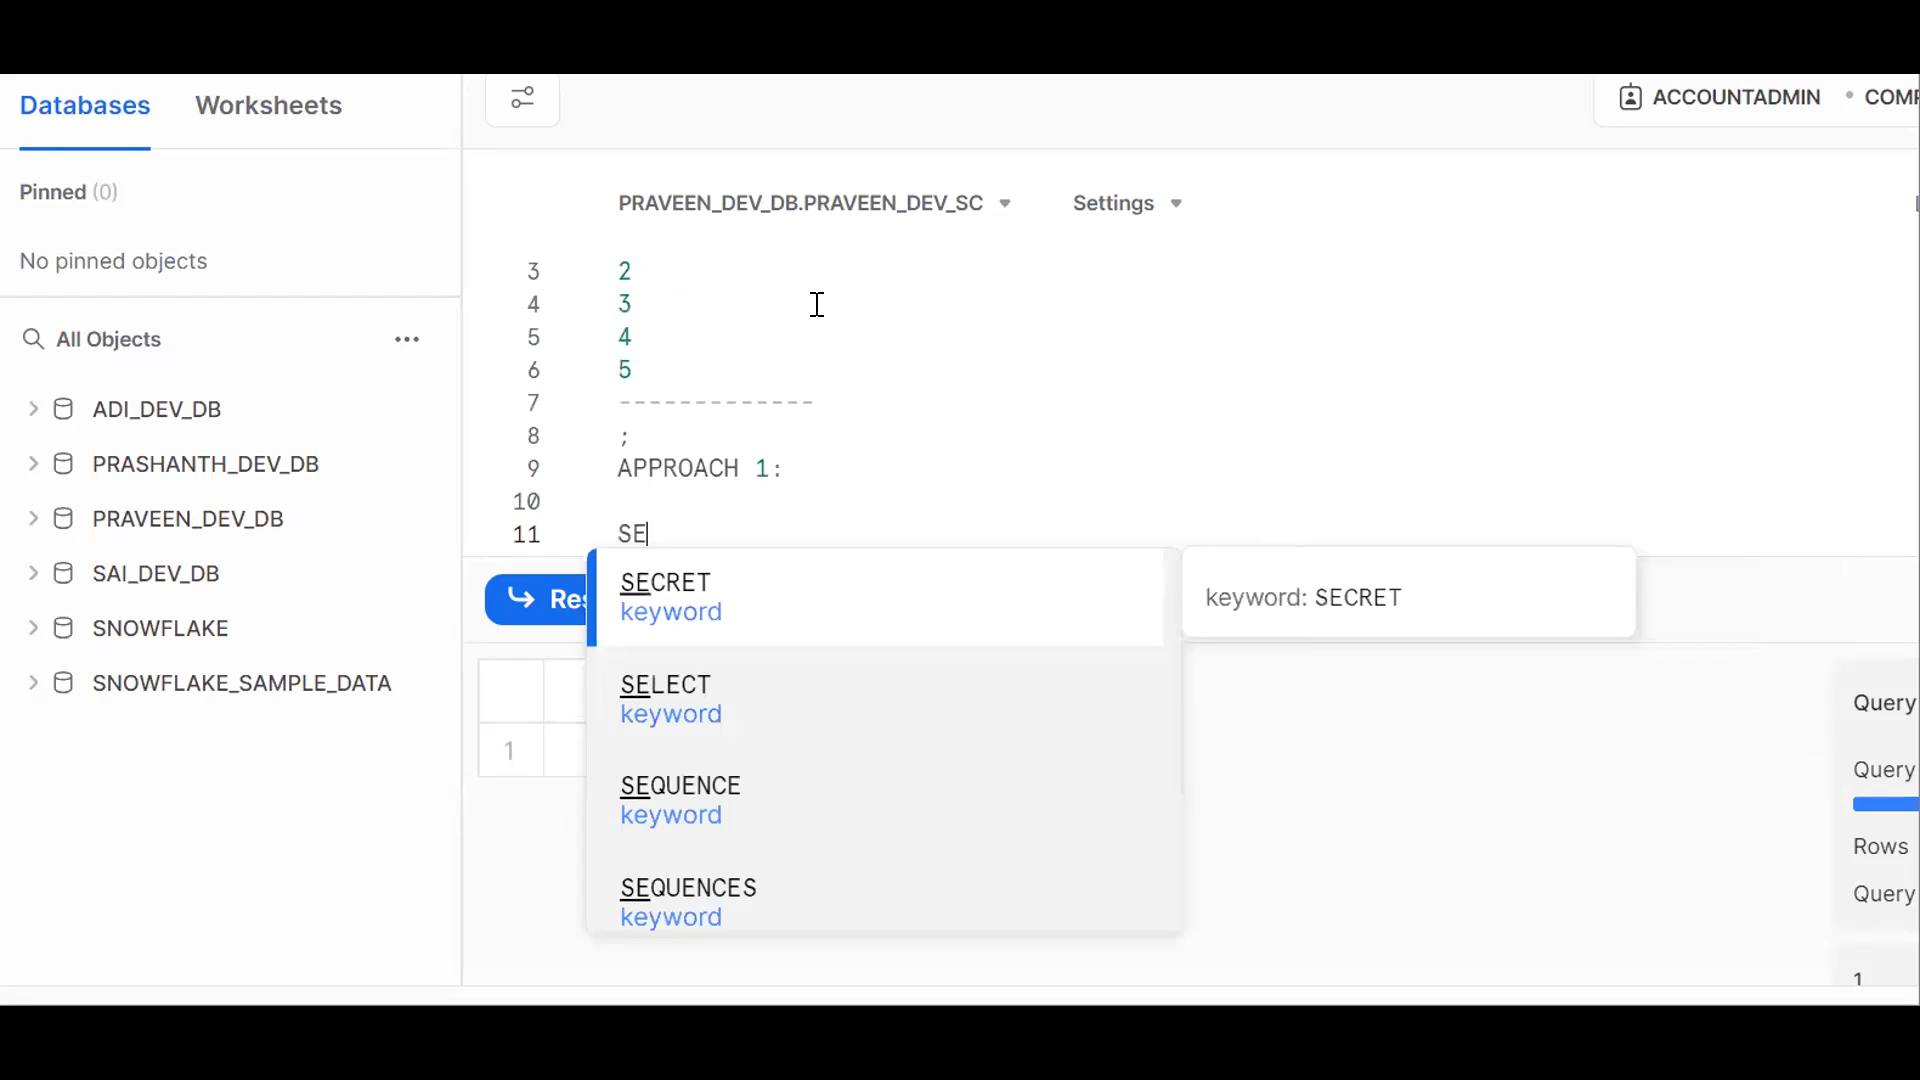 Databases
Worksheets
ACCOUNTADMIN
Pinned (0)
No pinned objects
All Objects
ADI_DEV_DB
PRASHANTH_DEV_DB
PRAVEEN_DEV_DB
SAI_DEV_DB
SNOWFLAKE
SNOWFLAKE_SAMPLE_DATA
PRAVEEN_DEV_DB.PRAVEEN_DEV_SC
Settings
3 2
4 3
5 4
6 5
7 -------------
8 ;
9 APPROACH 1:
10
11 SE
SECRET
keyword
SELECT
keyword
SEQUENCE
keyword
SEQUENCES
keyword
keyword: SECRET
1
Query
Query
Rows
Query
1